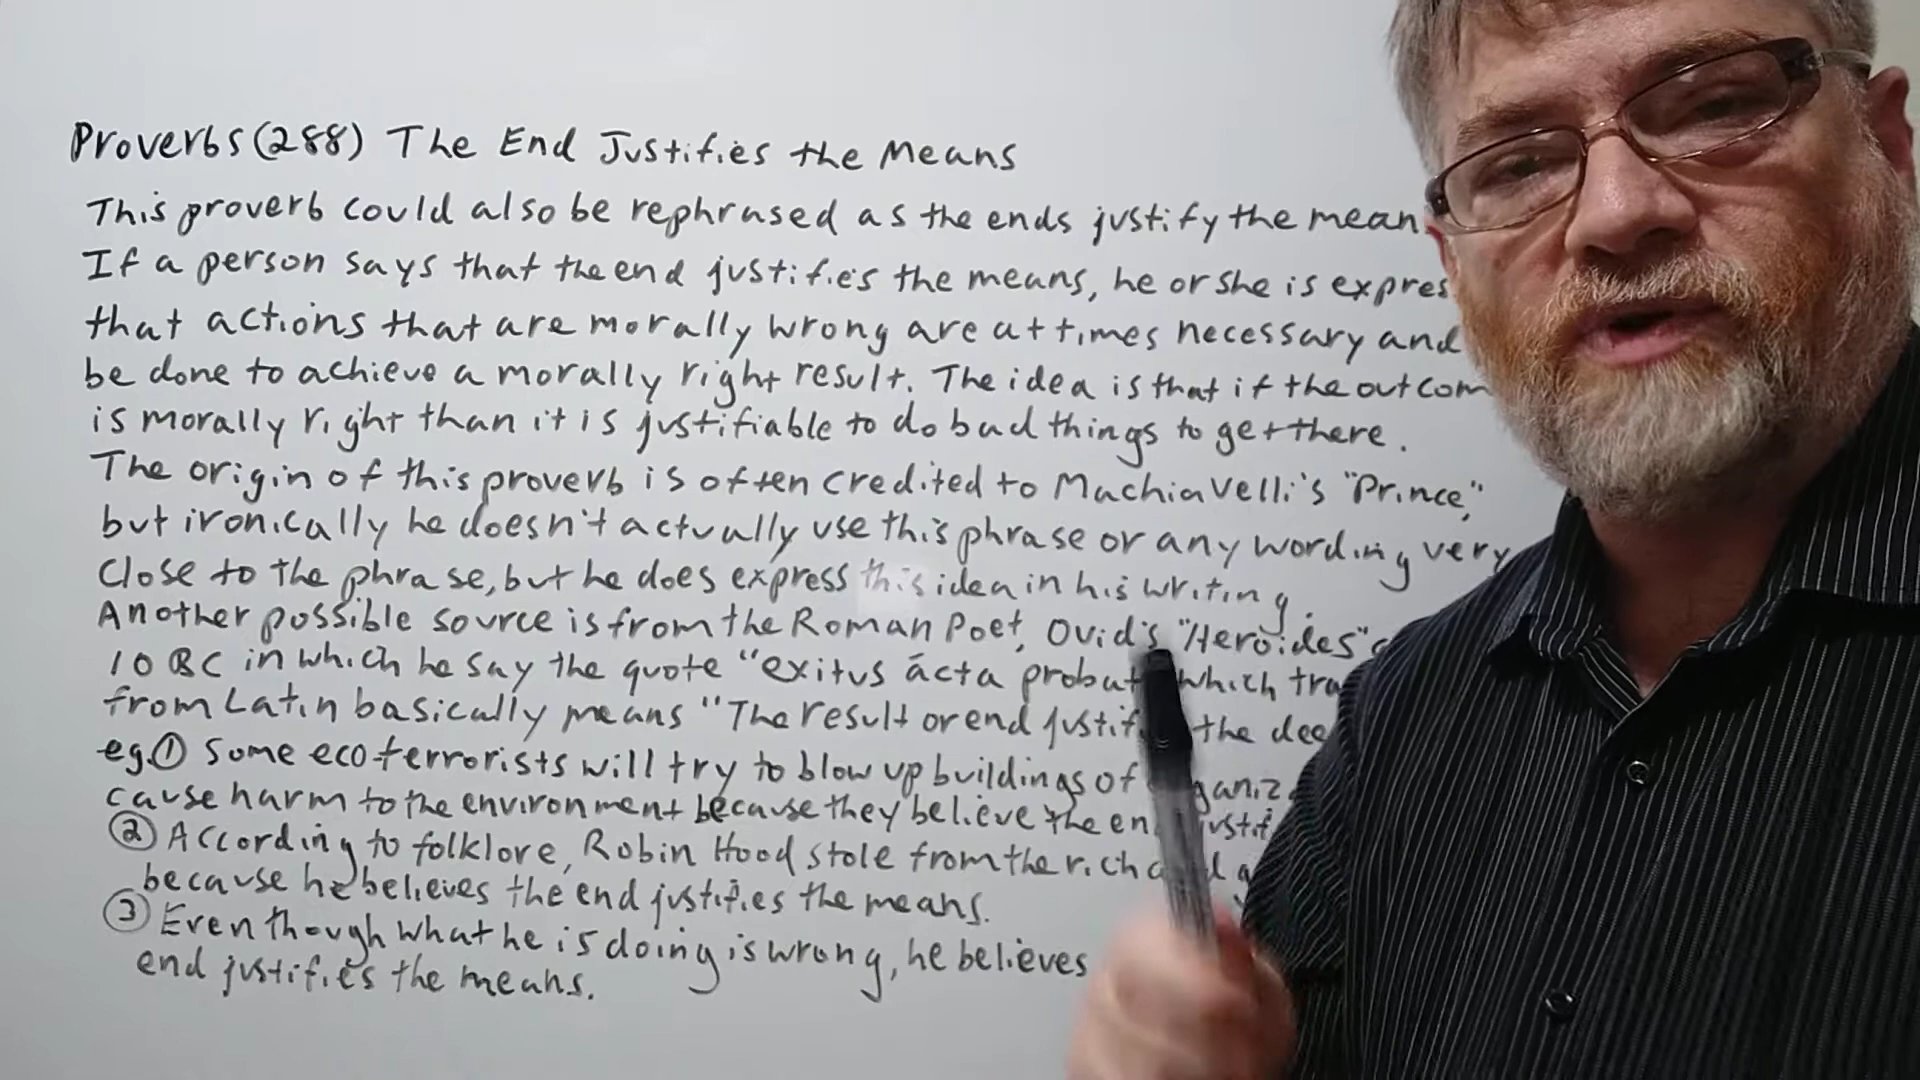 Proverbs (288) The End Justifies the Means
This proverb could also be rephrased as the ends justify the mean
If a person says that the end justifies the means, he or she is expres
that actions that are morally wrong are at times necessary and
be done to achieve a morally right result. The idea is that if the outcom
is morally right than it is justifiable to do bad things to get there.
The origin of this proverb is often credited to Machiavelli's "Prince,"
but ironically he doesn't actually use this phrase or any wording very
close to the phrase, but he does express this idea in his writing.
Another possible source is from the Roman Poet, Ovid's "Heroides"
10 BC in which he say the quote "exitus ácta probat which tra
from Latin basically means "The result or end justif the dee
eg. ① Some eco terrorists will try to blow up buildings of ganiz
cause harm to the environment because they believe the en justif
② According to folklore, Robin Hood stole from the rich
because he believes the end justifies the means.
③ Even though what he is doing is wrong, he believes
end justifies the means.